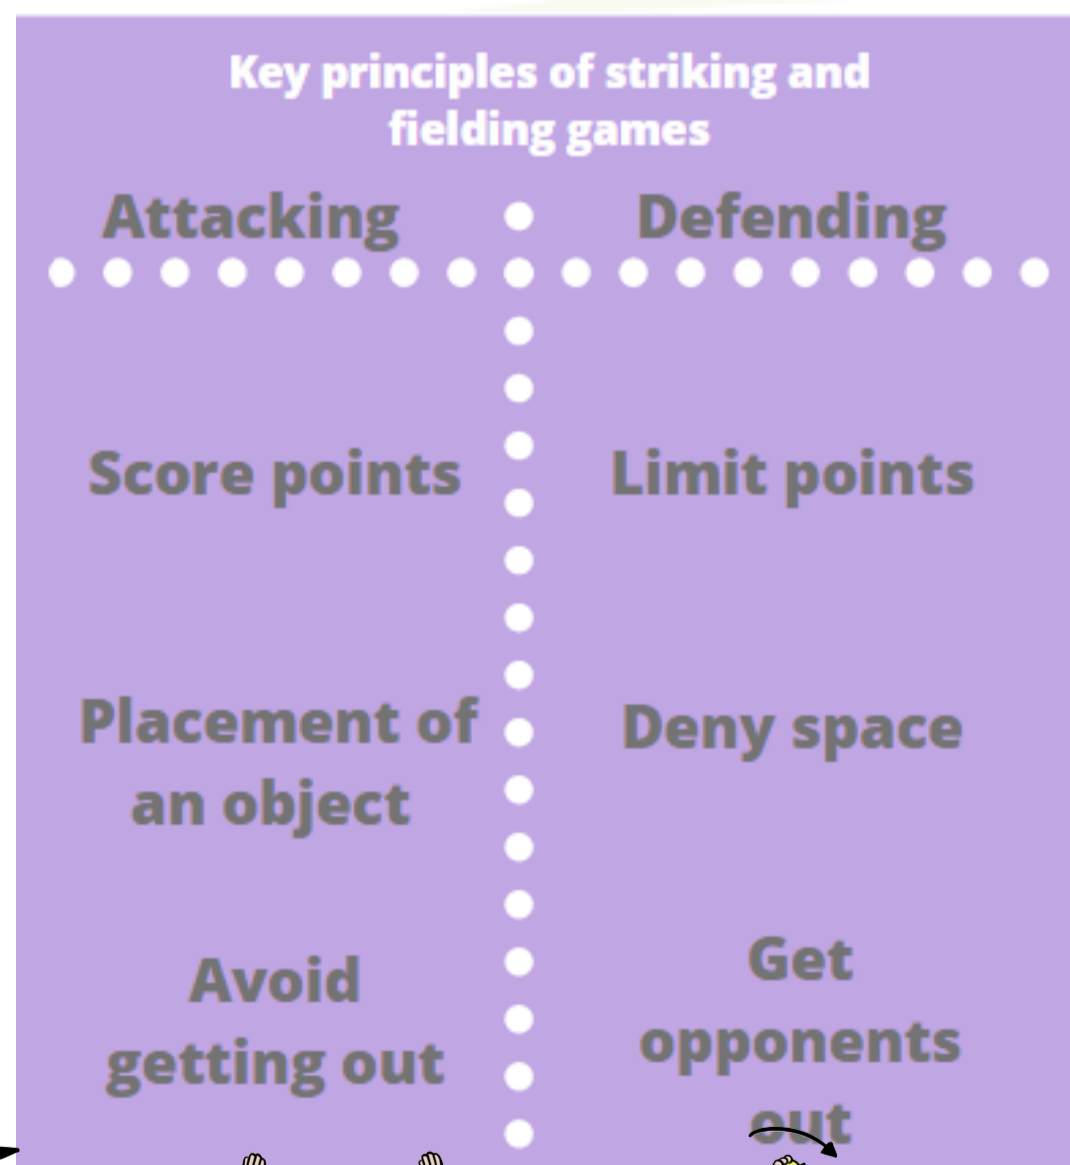 Key principles of striking and
fielding games
Attacking
Defending
Score points
Limit points
Placement of
an object
Deny space
Avoid
getting out
Get
opponents
out